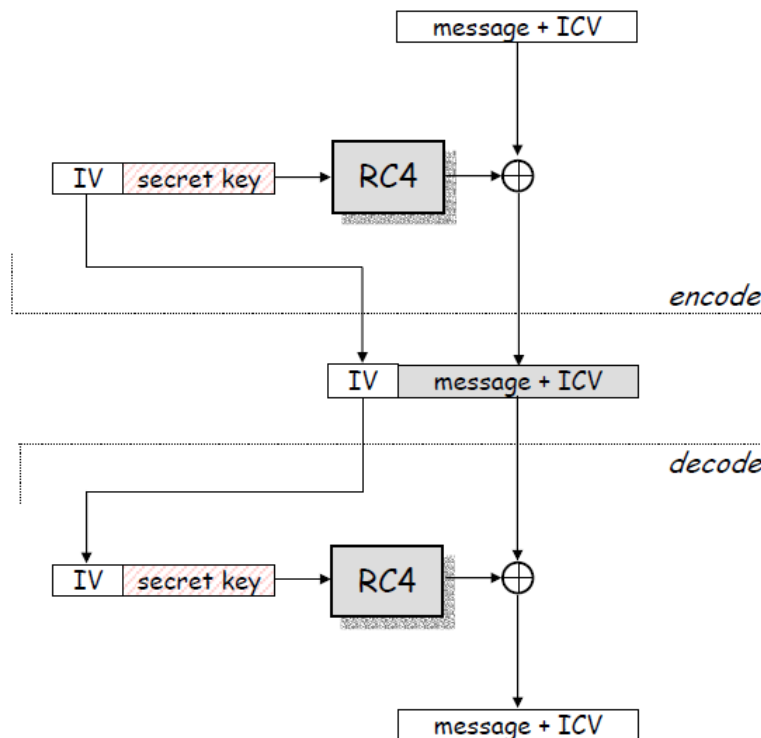 message + ICV
IV secret key RC4
encode
IV message + ICV
decode
IV secret key RC4
message + ICV